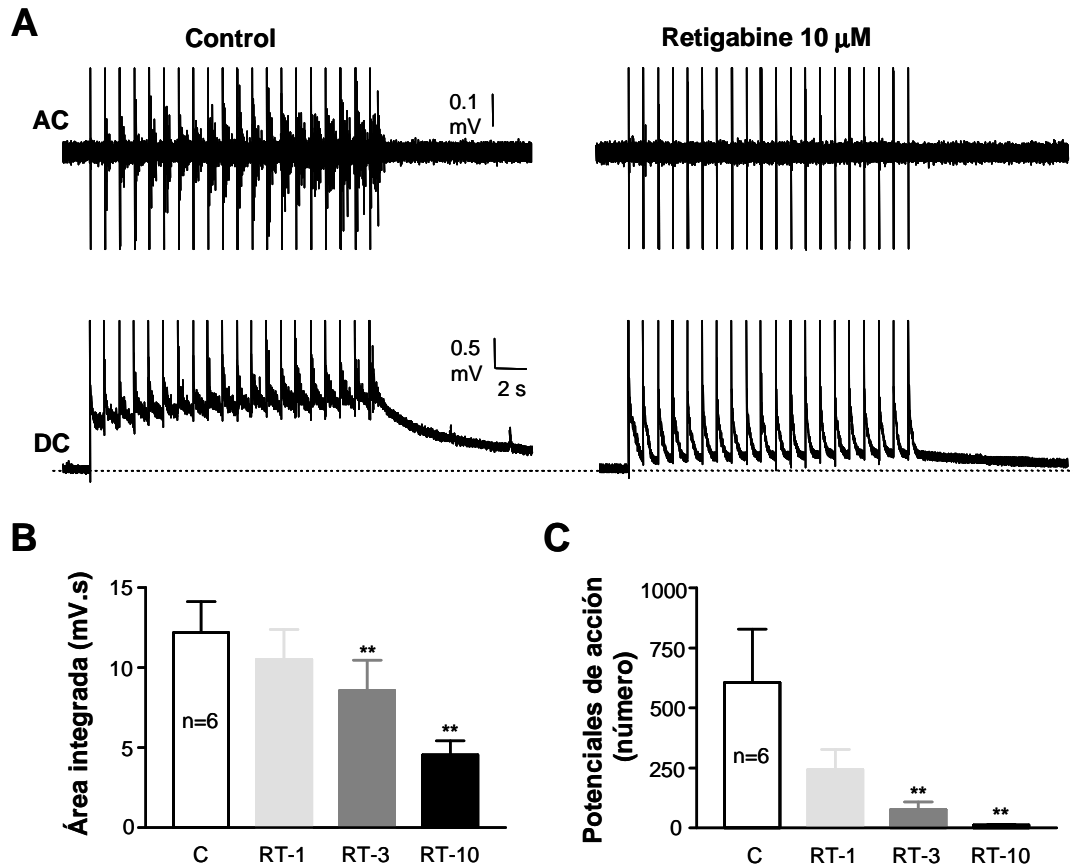 A
Control
Retigabine 10 µM
AC
0.1
mV
DC
0.5
mV
2 s
B
Área integrada (mV.s)
15
10
5
0
n=6
**
**
C
RT-1
RT-3
RT-10
C
Potenciales de acción
(número)
1000
750
500
250
0
n=6
**
**
C
RT-1
RT-3
RT-10